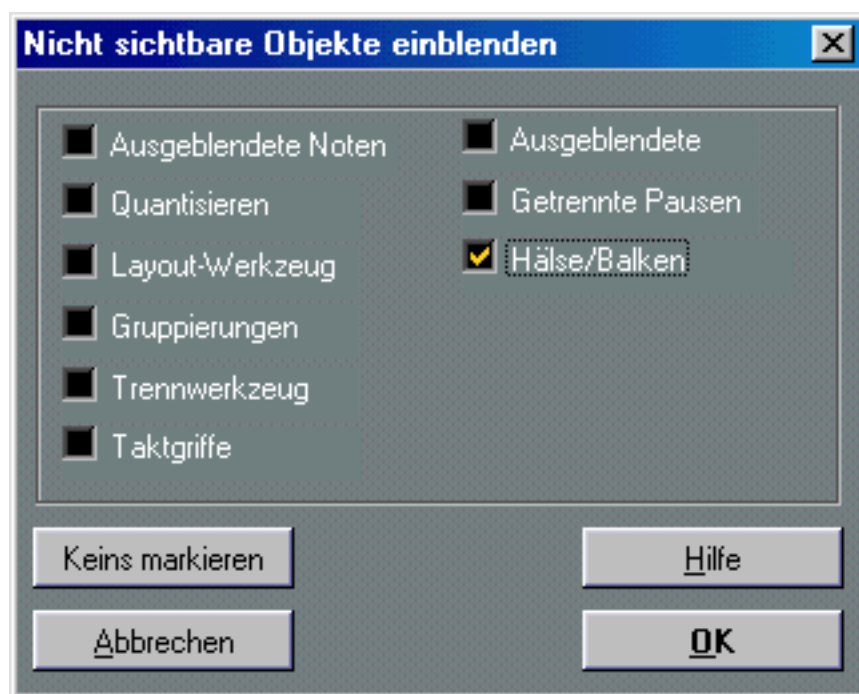 Nicht sichtbare Objekte einblenden
Ausgeblendete Noten
Quantisieren
Layout-Werkzeug
Gruppierungen
Trennwerkzeug
Taktgriffe
Ausgeblendete
Getrennte Pausen
Hälse/Balken
Keins markieren
Hilfe
Abbrechen
OK